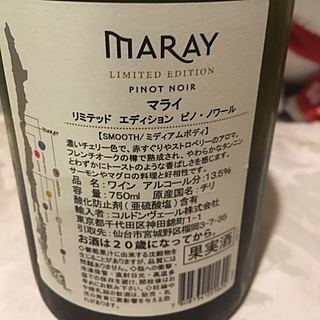 MARAY
LIMITED EDITION
PINOT NOIR
マライ
リミテッド エディション ピノ・ノワール
【SMOOTH/ミディアムボディ】
濃いチェリー色で、赤すぐりやストロベリーのアロマ。
フレンチオークの樽で熟成され、やわらかなタンニン
とわずかにトーストのような香ばしさを感じます。
サーモンやマグロの料理と好相性です。
品名:ワイン アルコール分:13.5%
容量:750ml 原産国名:チリ
酸化防止剤(亜硫酸塩)含有
輸入者:コルドンヴェール株式会社
東京都千代田区神田錦町1-1
引取先:仙台市宮城野区榴岡3-7-35
お酒は20歳になってから。
果実酒